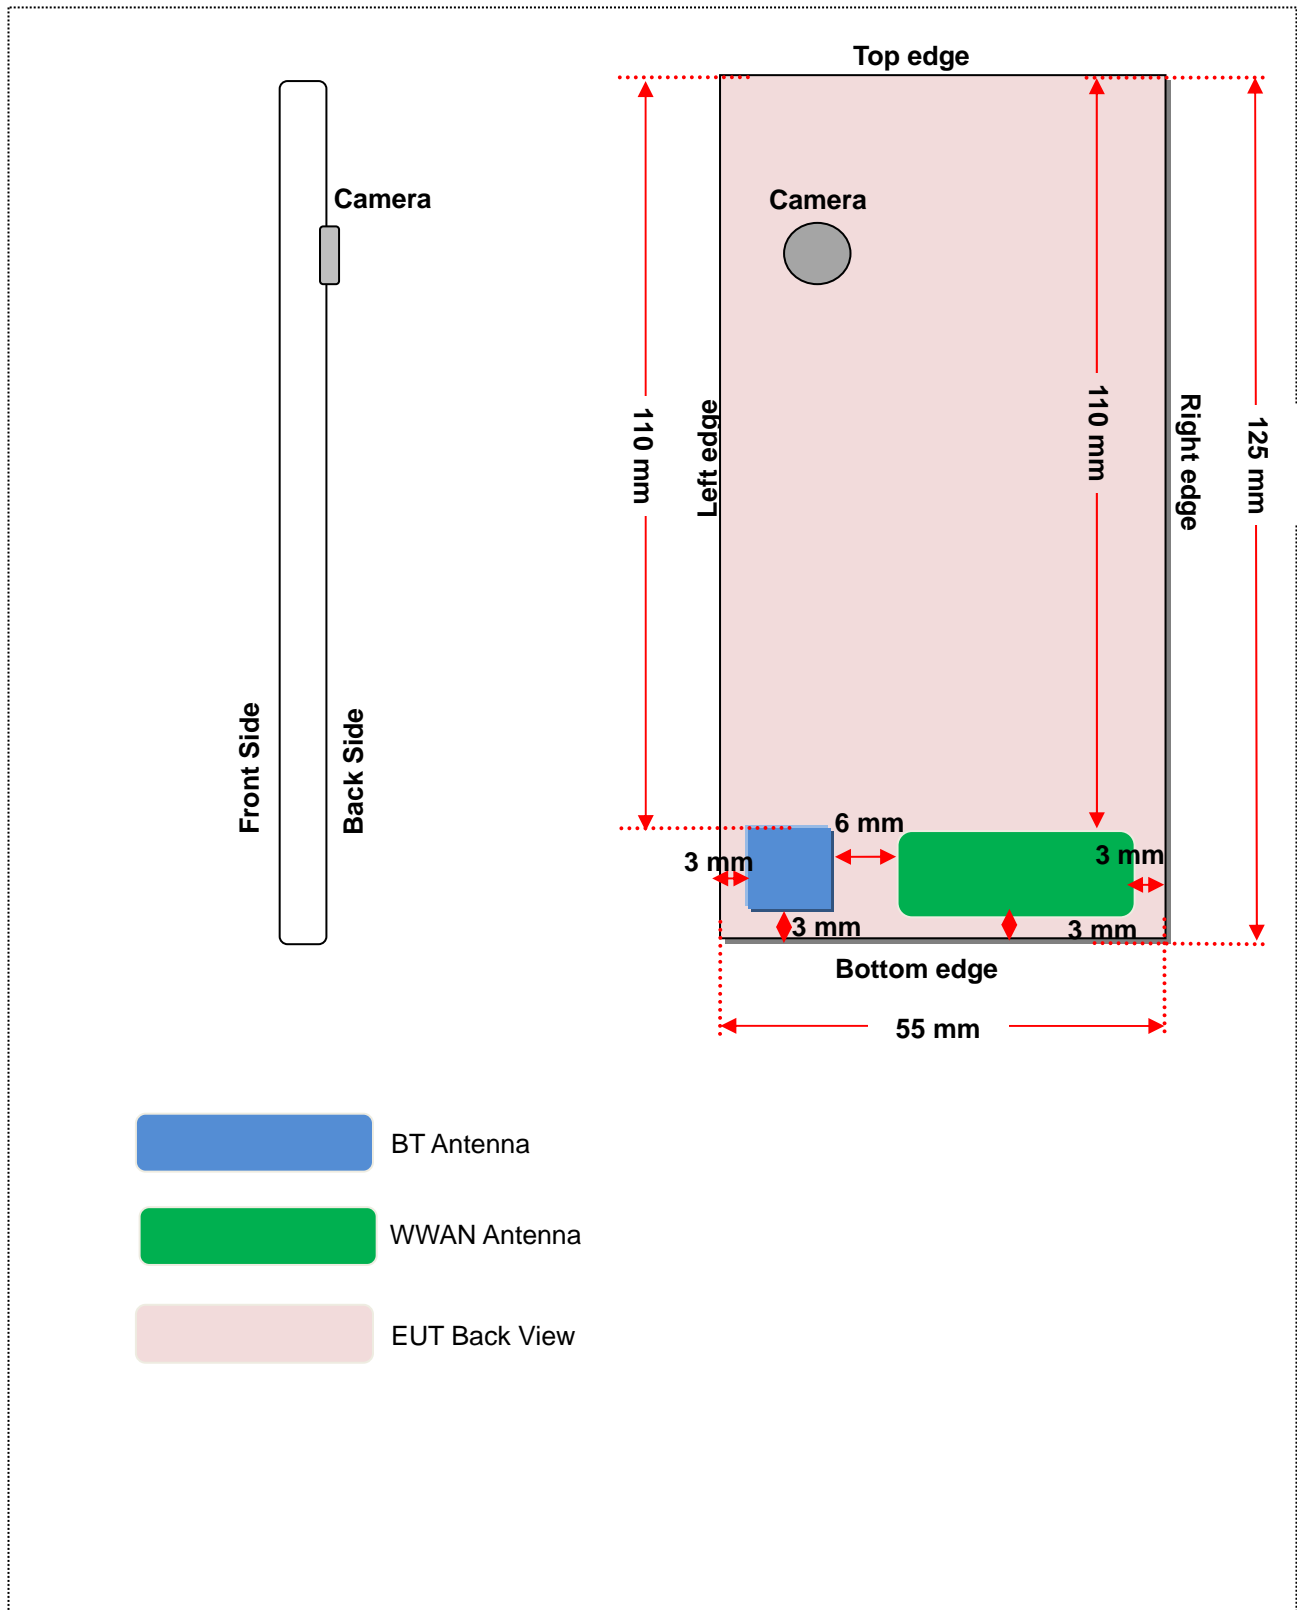 Top edge
Camera
Camera
110 mm
Left edge
110 mm
Right edge
125 mm
Front Side
Back Side
6 mm
3 mm
3 mm
3 mm
3 mm
Bottom edge
55 mm
BT Antenna
WWAN Antenna
EUT Back View